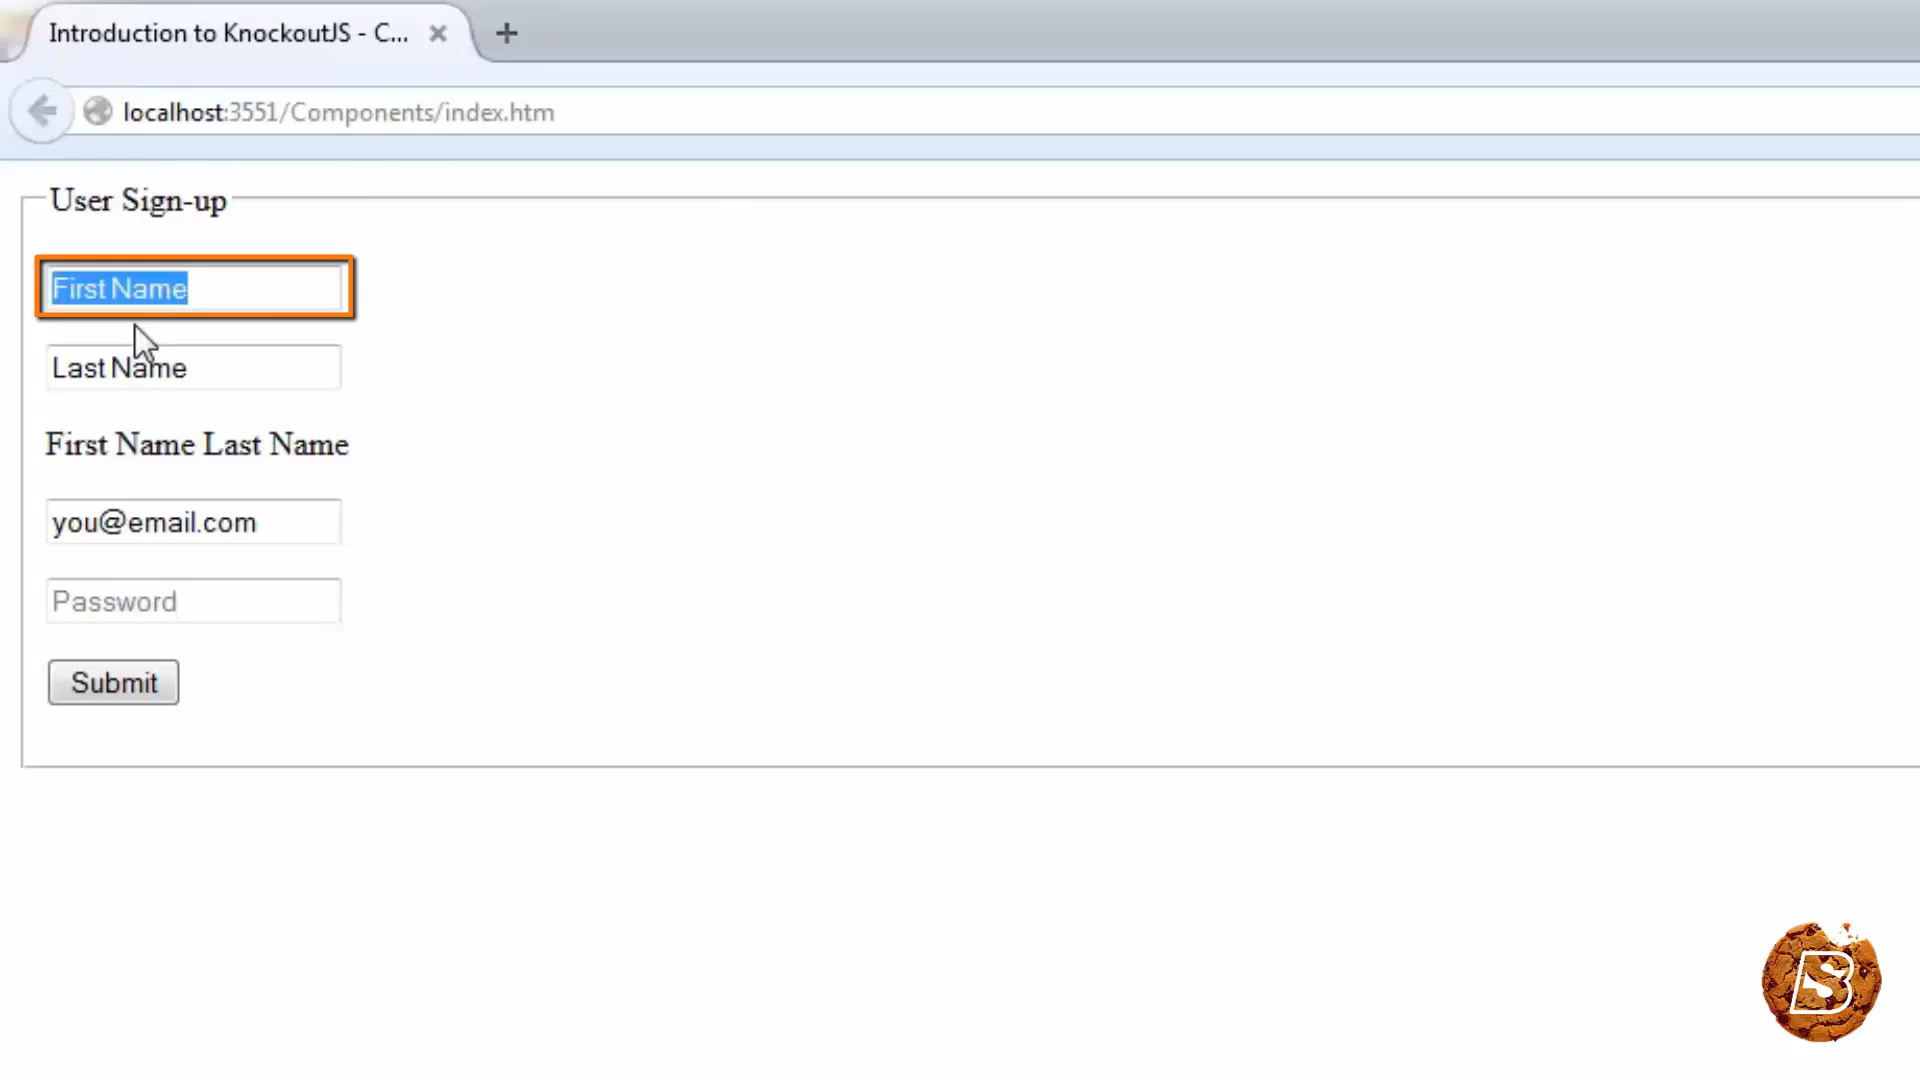 Introduction to KnockoutJS - C...
localhost:3551/Components/index.htm
User Sign-up
First Name
Last Name
First Name Last Name
you@email.com
Password
Submit
BS